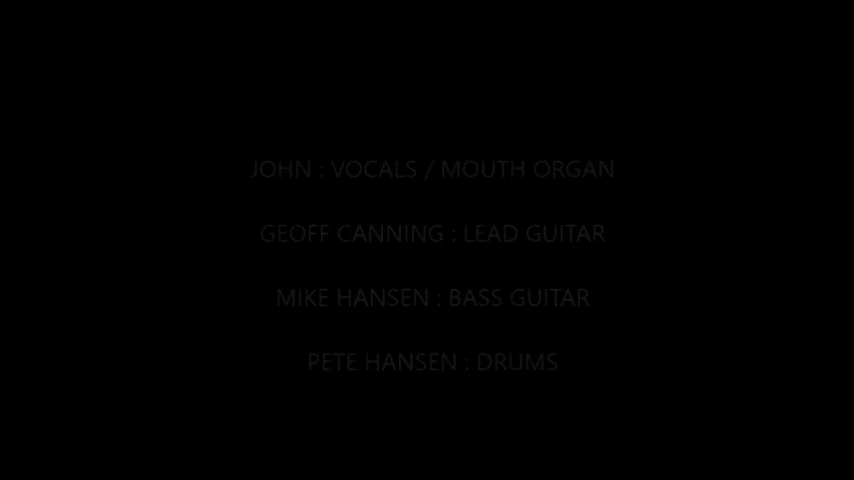 JOHN : VOCALS / MOUTH ORGAN
GEOFF CANNING : LEAD GUITAR
MIKE HANSEN : BASS GUITAR
PETE HANSEN : DRUMS